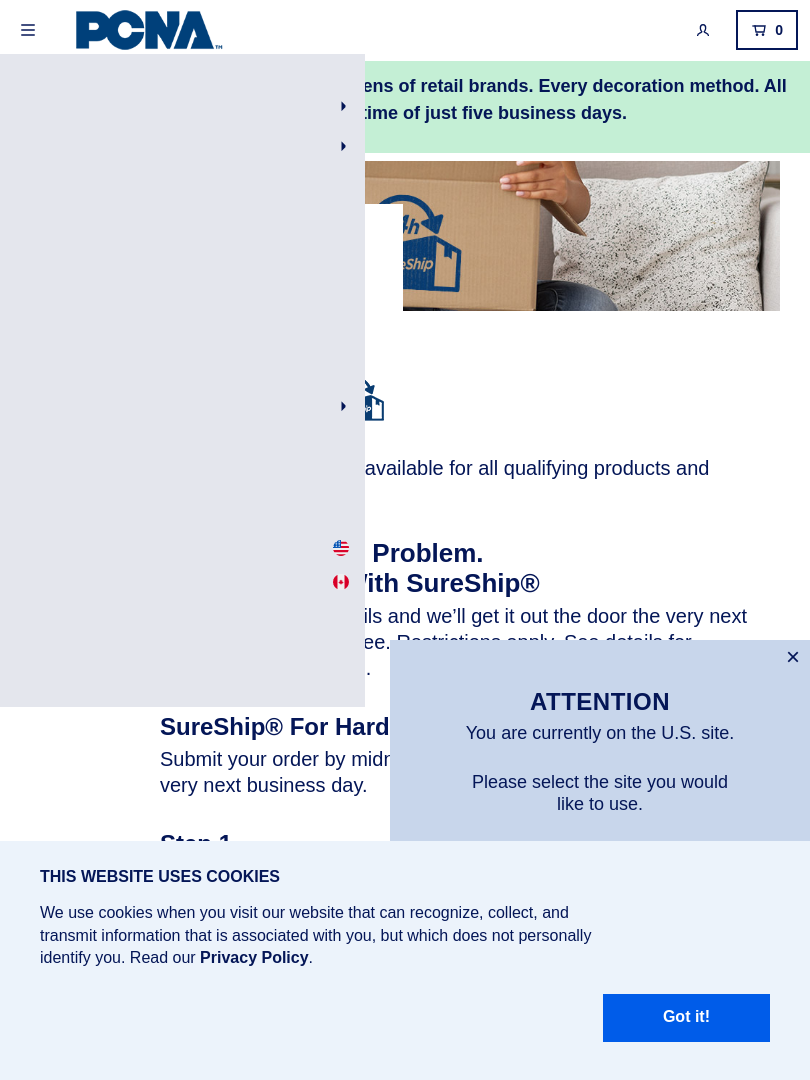 PCNA
TM
0
ens of retail brands. Every decoration method. All
time of just five business days.
available for all qualifying products and
Problem.
With SureShip®
ils and we’ll get it out the door the very next
ee. Restrictions apply. See details for
.
SureShip® For Hard
Submit your order by midn
very next business day.
Step 1
ATTENTION
You are currently on the U.S. site.
Please select the site you would
like to use.
THIS WEBSITE USES COOKIES
We use cookies when you visit our website that can recognize, collect, and
transmit information that is associated with you, but which does not personally
identify you. Read our Privacy Policy.
Got it!